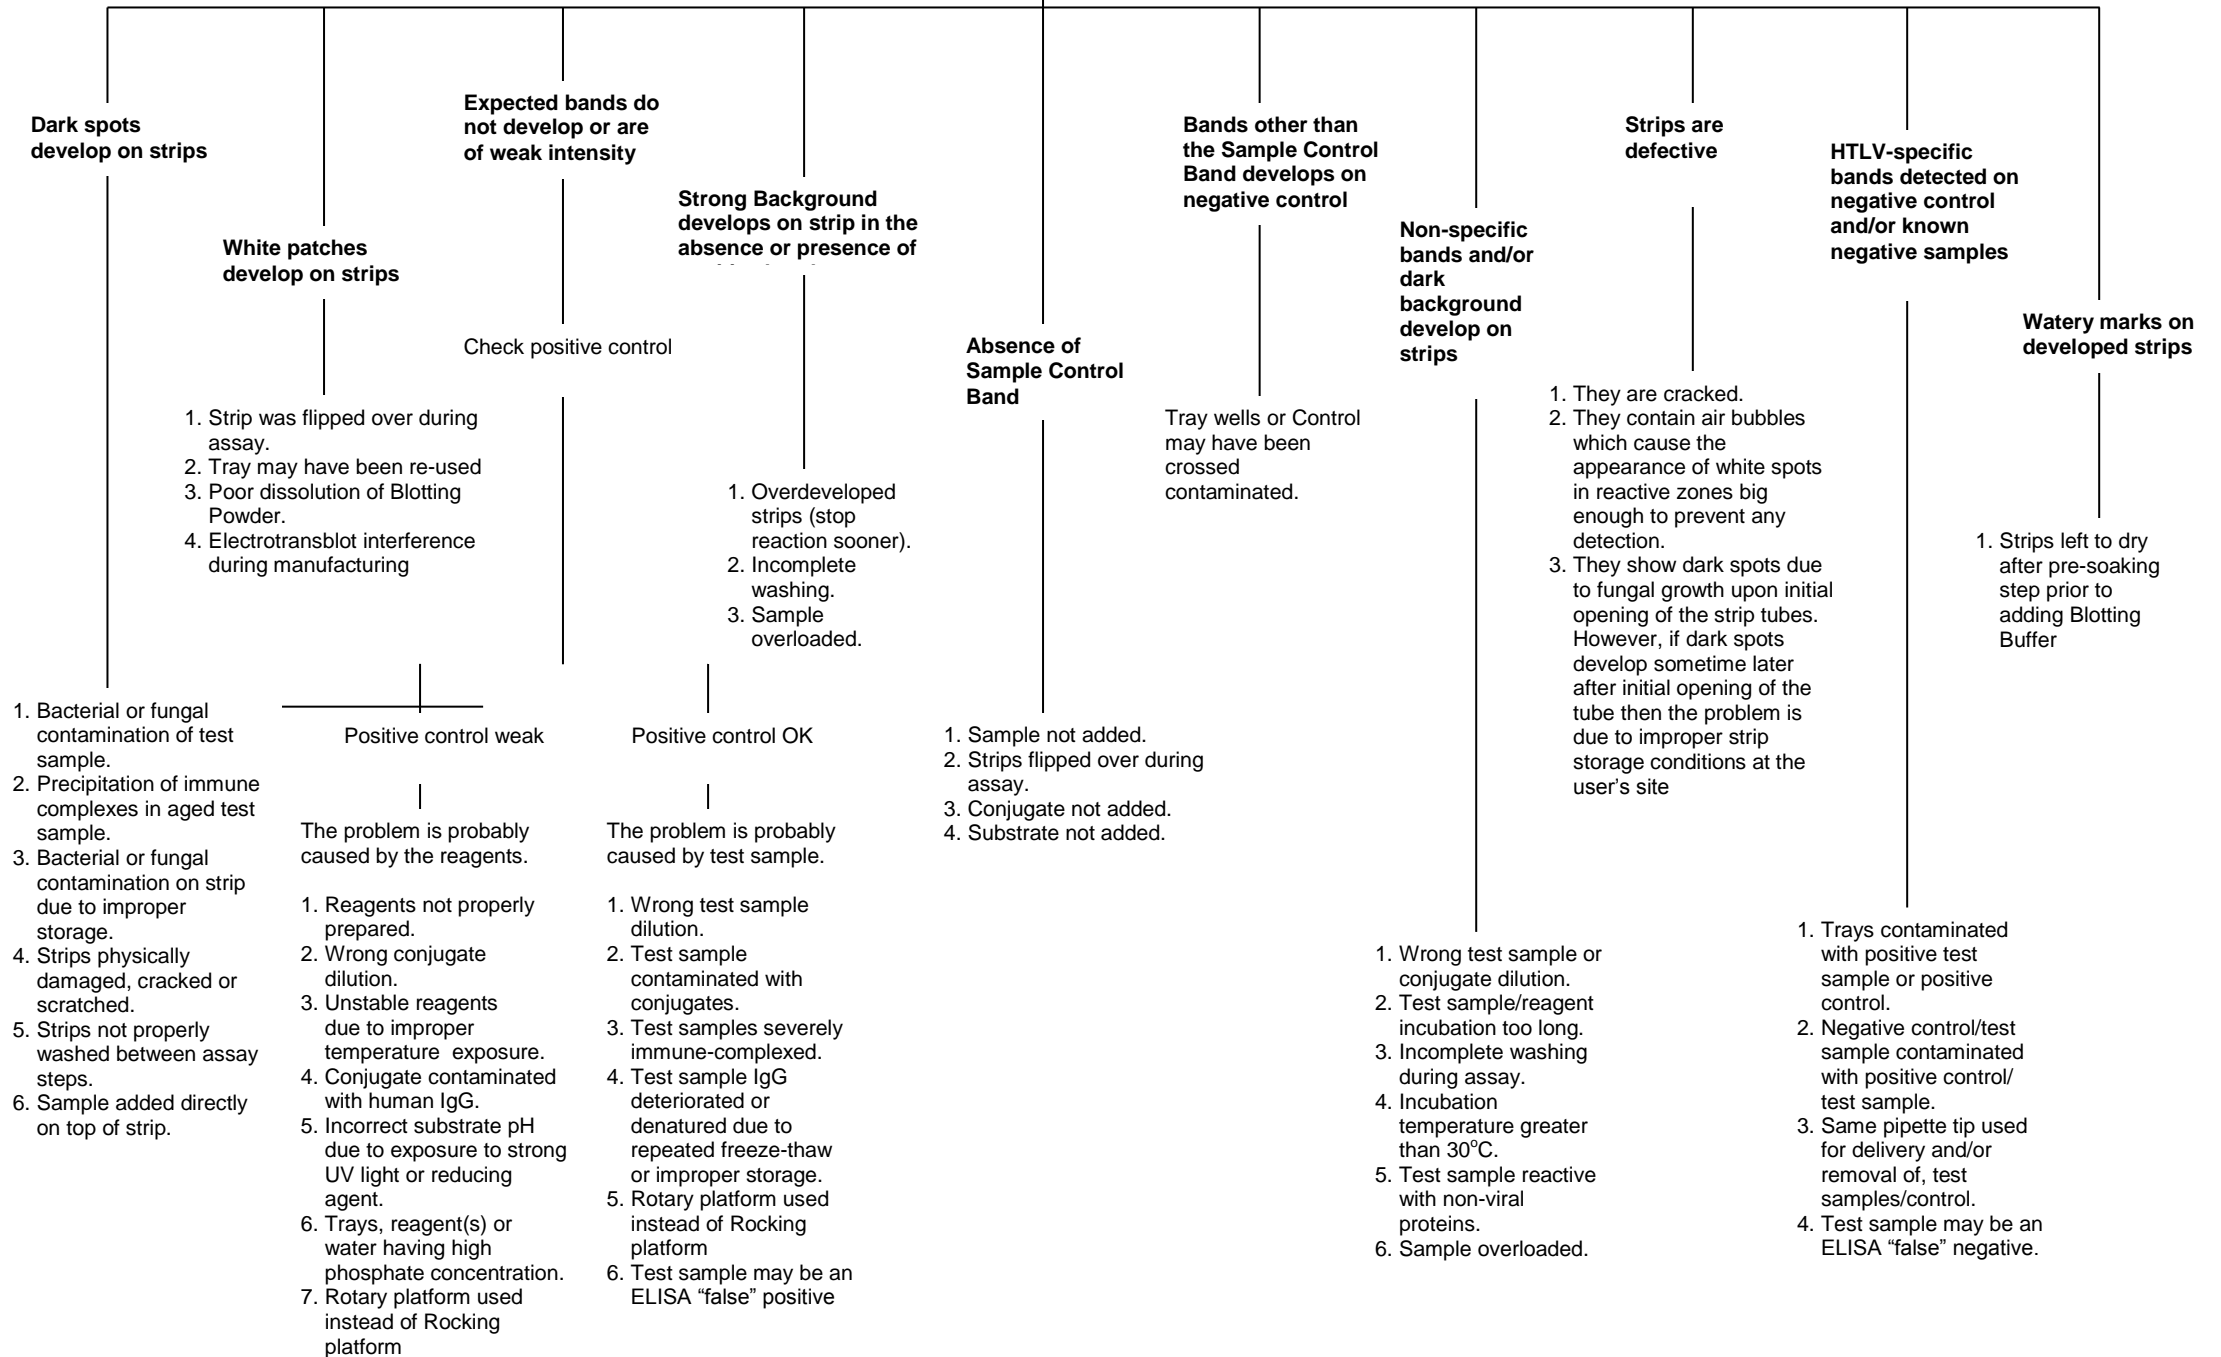 Dark spots
develop on strips
1. Bacterial or fungal
contamination of test
sample.
2. Precipitation of immune
complexes in aged test
sample.
3. Bacterial or fungal
contamination on strip
due to improper
storage.
4. Strips physically
damaged, cracked or
scratched.
5. Strips not properly
washed between assay
steps.
6. Sample added directly
on top of strip.
White patches
develop on strips
1. Strip was flipped over during
assay.
2. Tray may have been re-used
3. Poor dissolution of Blotting
Powder.
4. Electrotransblot interference
during manufacturing
Expected bands do
not develop or are
of weak intensity
Check positive control
Positive control weak
The problem is probably
caused by the reagents.
1. Reagents not properly
prepared.
2. Wrong conjugate
dilution.
3. Unstable reagents
due to improper
temperature exposure.
4. Conjugate contaminated
with human IgG.
5. Incorrect substrate pH
due to exposure to strong
UV light or reducing
agent.
6. Trays, reagent(s) or
water having high
phosphate concentration.
7. Rotary platform used
instead of Rocking
platform
Positive control OK
The problem is probably
caused by test sample.
1. Wrong test sample
dilution.
2. Test sample
contaminated with
conjugates.
3. Test samples severely
immune-complexed.
4. Test sample IgG
deteriorated or
denatured due to
repeated freeze-thaw
or improper storage.
5. Rotary platform used
instead of Rocking
platform
6. Test sample may be an
ELISA “false” positive
Strong Background
develops on strip in the
absence or presence of
1. Overdeveloped
strips (stop
reaction sooner).
2. Incomplete
washing.
3. Sample
overloaded.
Absence of
Sample Control
Band
1. Sample not added.
2. Strips flipped over during
assay.
3. Conjugate not added.
4. Substrate not added.
Bands other than
the Sample Control
Band develops on
negative control
Tray wells or Control
may have been
crossed
contaminated.
Non-specific
bands and/or
dark
background
develop on
strips
1. Wrong test sample or
conjugate dilution.
2. Test sample/reagent
incubation too long.
3. Incomplete washing
during assay.
4. Incubation
temperature greater
than 30°C.
5. Test sample reactive
with non-viral
proteins.
6. Sample overloaded.
Strips are
defective
1. They are cracked.
2. They contain air bubbles
which cause the
appearance of white spots
in reactive zones big
enough to prevent any
detection.
3. They show dark spots due
to fungal growth upon initial
opening of the strip tubes.
However, if dark spots
develop sometime later
after initial opening of the
tube then the problem is
due to improper strip
storage conditions at the
user’s site
HTLV-specific
bands detected on
negative control
and/or known
negative samples
1. Trays contaminated
with positive test
sample or positive
control.
2. Negative control/test
sample contaminated
with positive control/
test sample.
3. Same pipette tip used
for delivery and/or
removal of, test
samples/control.
4. Test sample may be an
ELISA “false” negative.
Watery marks on
developed strips
1. Strips left to dry
after pre-soaking
step prior to
adding Blotting
Buffer